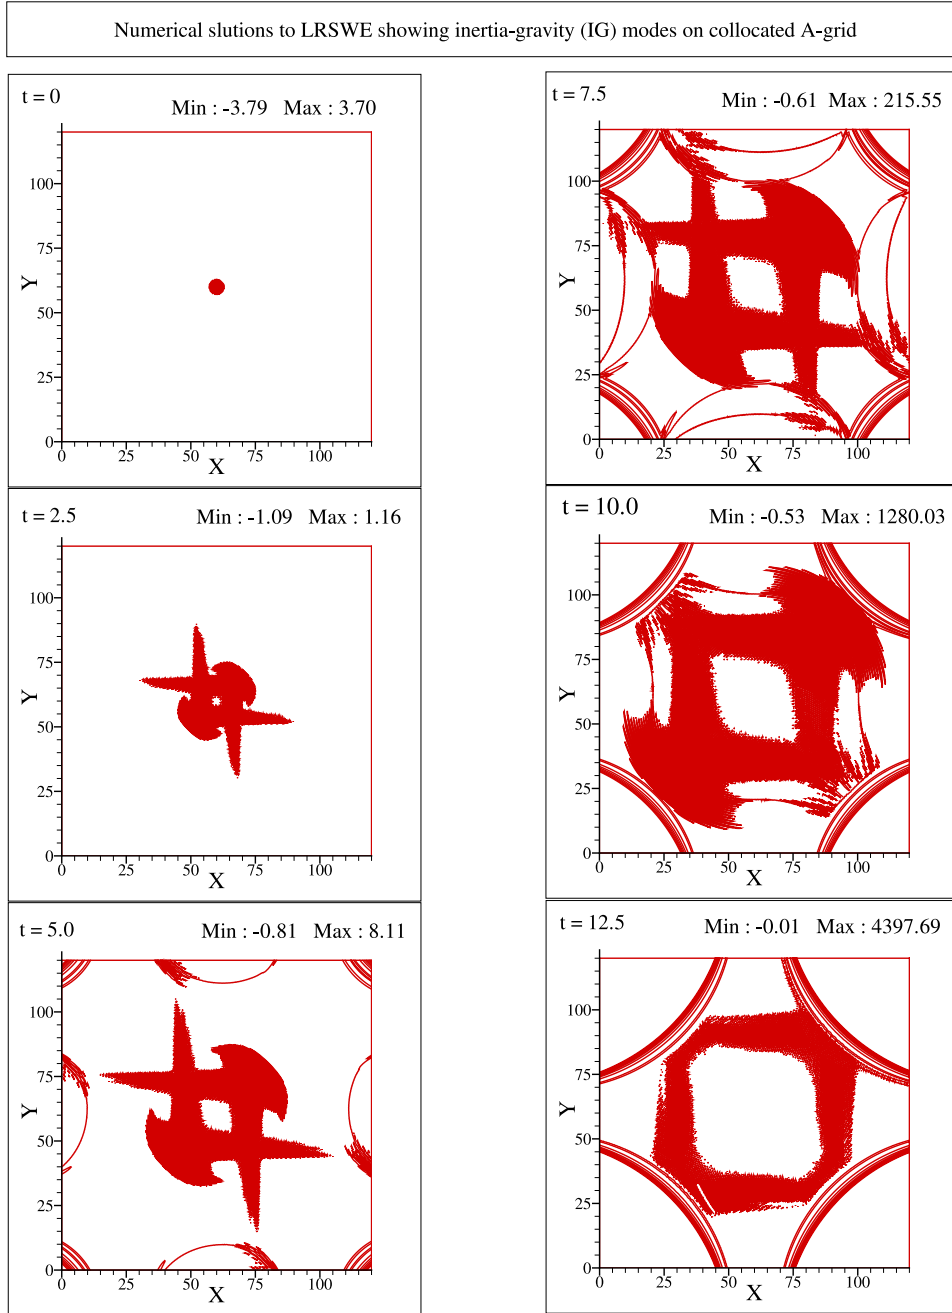 Numerical slutions to LRSWE showing inertia-gravity (IG) modes on collocated A-grid
t = 0
Min : -3.79 Max : 3.70
100
75
50
25
0
Y
0 25 50 75 100
X
t = 2.5
Min : -1.09 Max : 1.16
100
75
50
25
0
Y
0 25 50 75 100
X
t = 5.0
Min : -0.81 Max : 8.11
100
75
50
25
0
Y
0 25 50 75 100
X
t = 7.5
Min : -0.61 Max : 215.55
100
75
50
25
0
Y
0 25 50 75 100
X
t = 10.0
Min : -0.53 Max : 1280.03
100
75
50
25
0
Y
0 25 50 75 100
X
t = 12.5
Min : -0.01 Max : 4397.69
100
75
50
25
0
Y
0 25 50 75 100
X